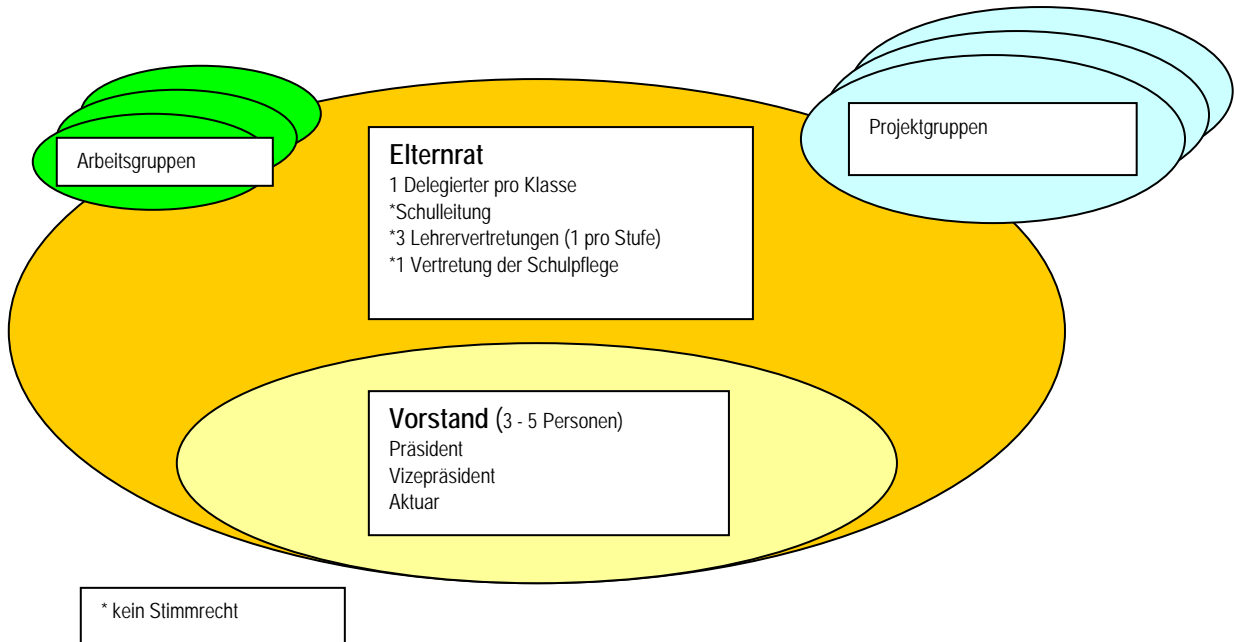 Arbeitsgruppen
Projektgruppen
Elternrat
1 Delegierter pro Klasse
*Schulleitung
*3 Lehrervertretungen (1 pro Stufe)
*1 Vertretung der Schulpflege
Vorstand (3 - 5 Personen)
Präsident
Vizepräsident
Aktuar
* kein Stimmrecht